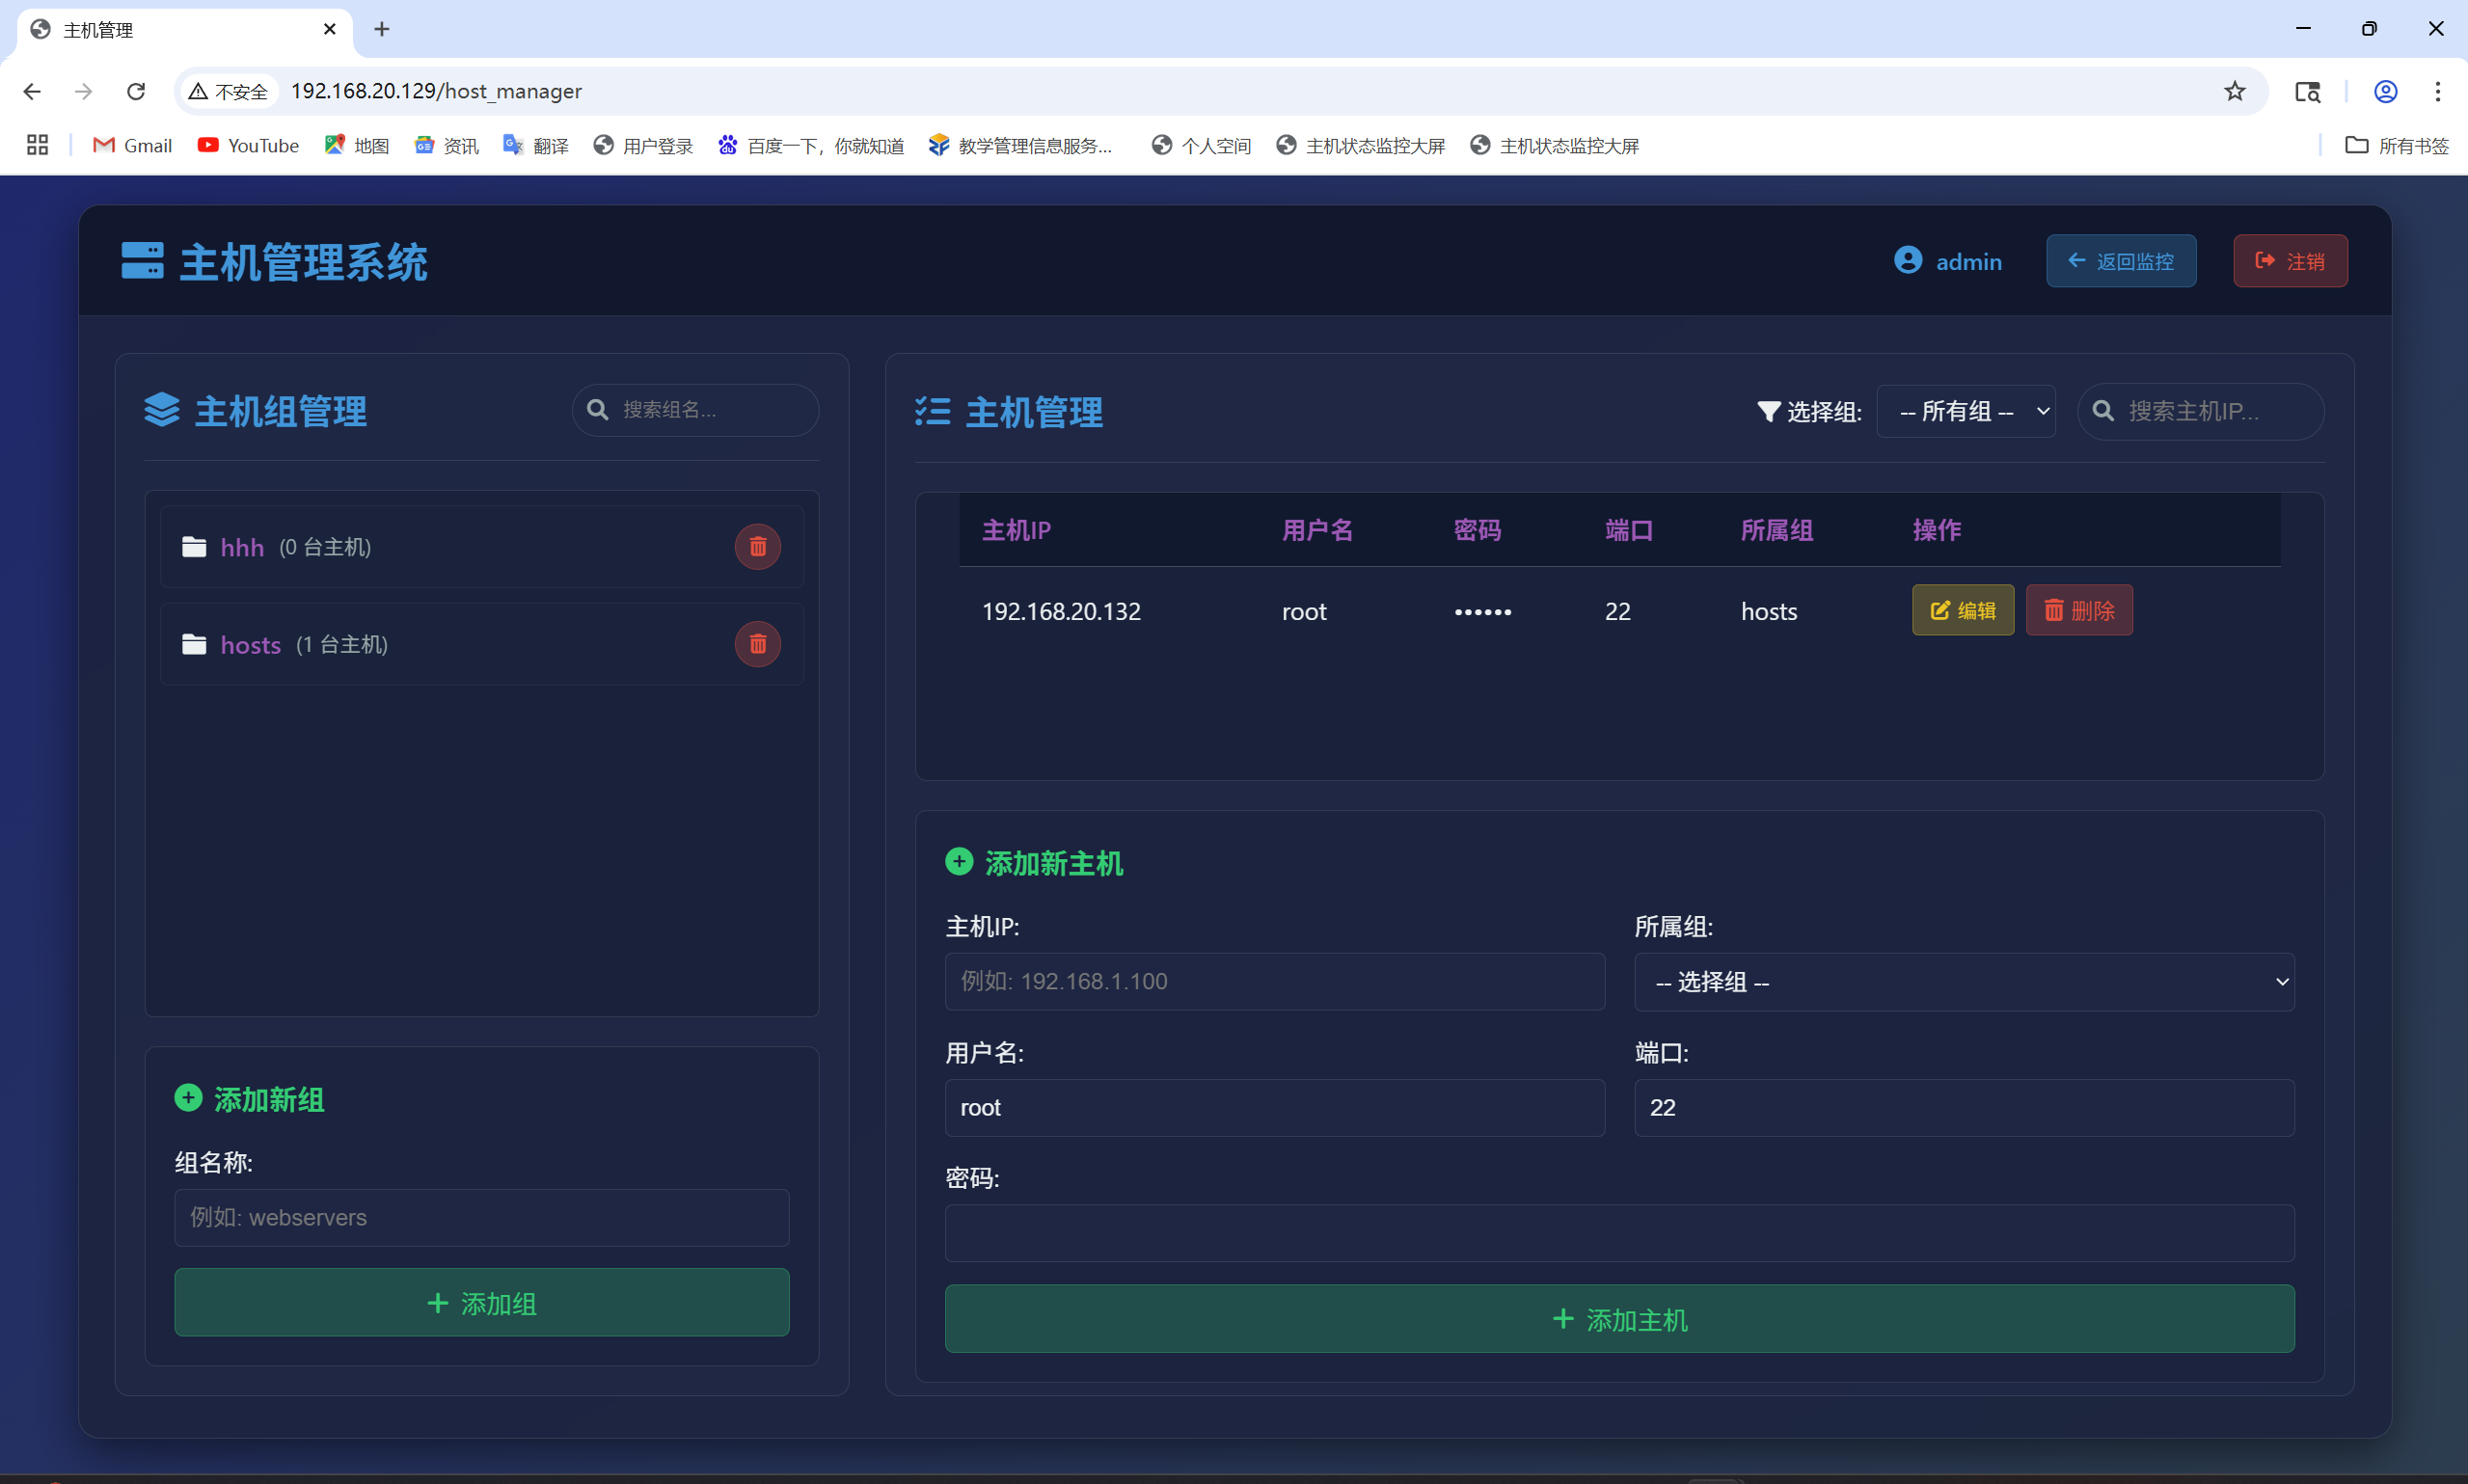 主机管理
不安全 192.168.20.129/host_manager
Gmail YouTube 地图 资讯 翻译 用户登录 百度一下，你就知道 教学管理信息服务... 个人空间 主机状态监控大屏 主机状态监控大屏 所有书签
主机管理系统 admin 返回监控 注销
主机组管理 搜索组名...
hhh (0 台主机)
hosts (1 台主机)
添加新组
组名称:
例如: webservers
添加组
主机管理 选择组: -- 所有组 -- 搜索主机IP...
主机IP 用户名 密码 端口 所属组 操作
192.168.20.132 root •••••• 22 hosts 编辑 删除
添加新主机
主机IP: 所属组:
例如: 192.168.1.100 -- 选择组 --
用户名: 端口:
root 22
密码:
添加主机